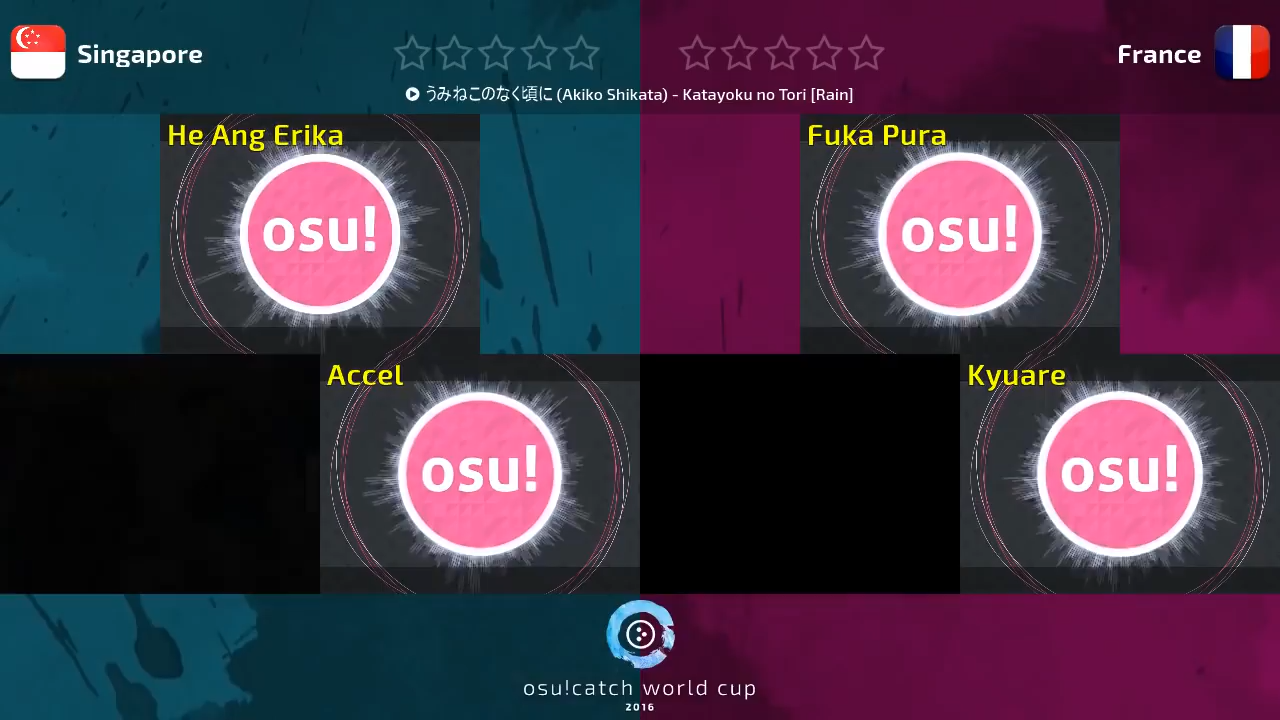 Singapore
France
うみねこのなく頃に (Akiko Shikata) - Katayoku no Tori [Rain]
He Ang Erika
Fuka Pura
osu!
osu!
Accel
Kyuare
osu!
osu!
osu!catch world cup
2016